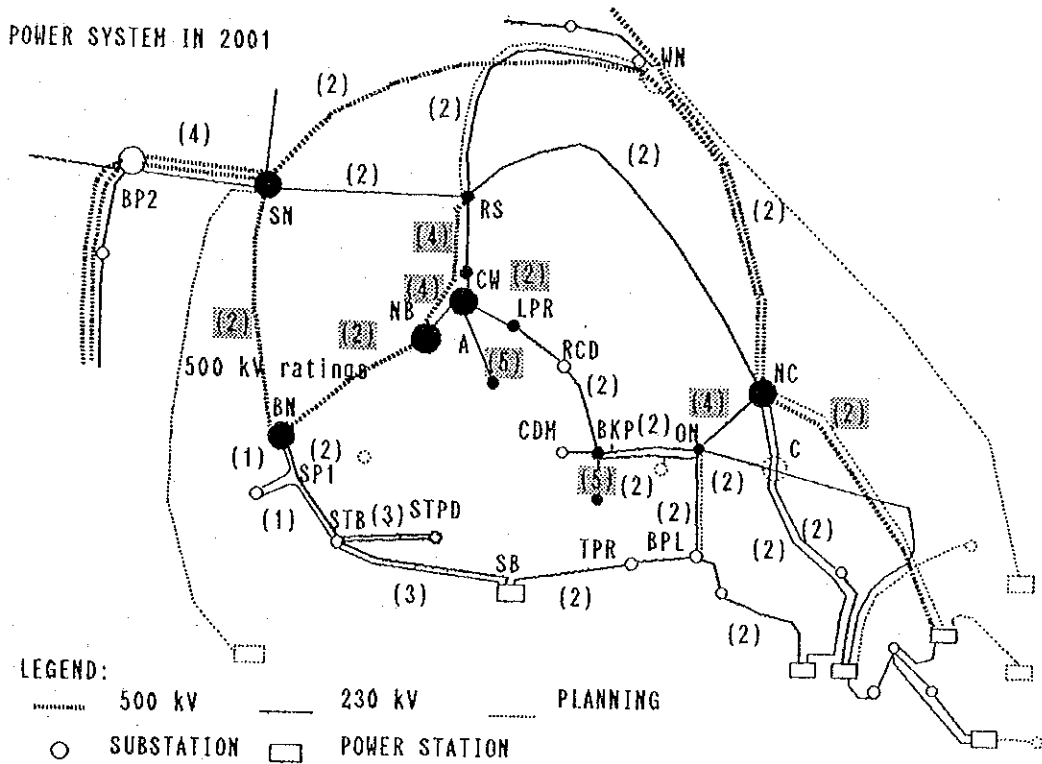 POWER SYSTEM IN 2001
WN
(2)
(2)
(4)
(2)
(2)
BP2
SN
RS
(2)
(4)
CW
(2)
NB
(4)
LPR
(2)
(2)
A
RCD
500 kV ratings
(5)
NC
(2)
(4)
(2)
BN
CDM
BKP
(2)
ON
C
(1)
(2)
SP1
(5)
(2)
(2)
(1)
STB
(3)
STPD
(2)
(2)
(2)
TPR
BPL
SB
(3)
(2)
(2)
LEGEND:
500 kV
230 kV
PLANNING
SUBSTATION
POWER STATION